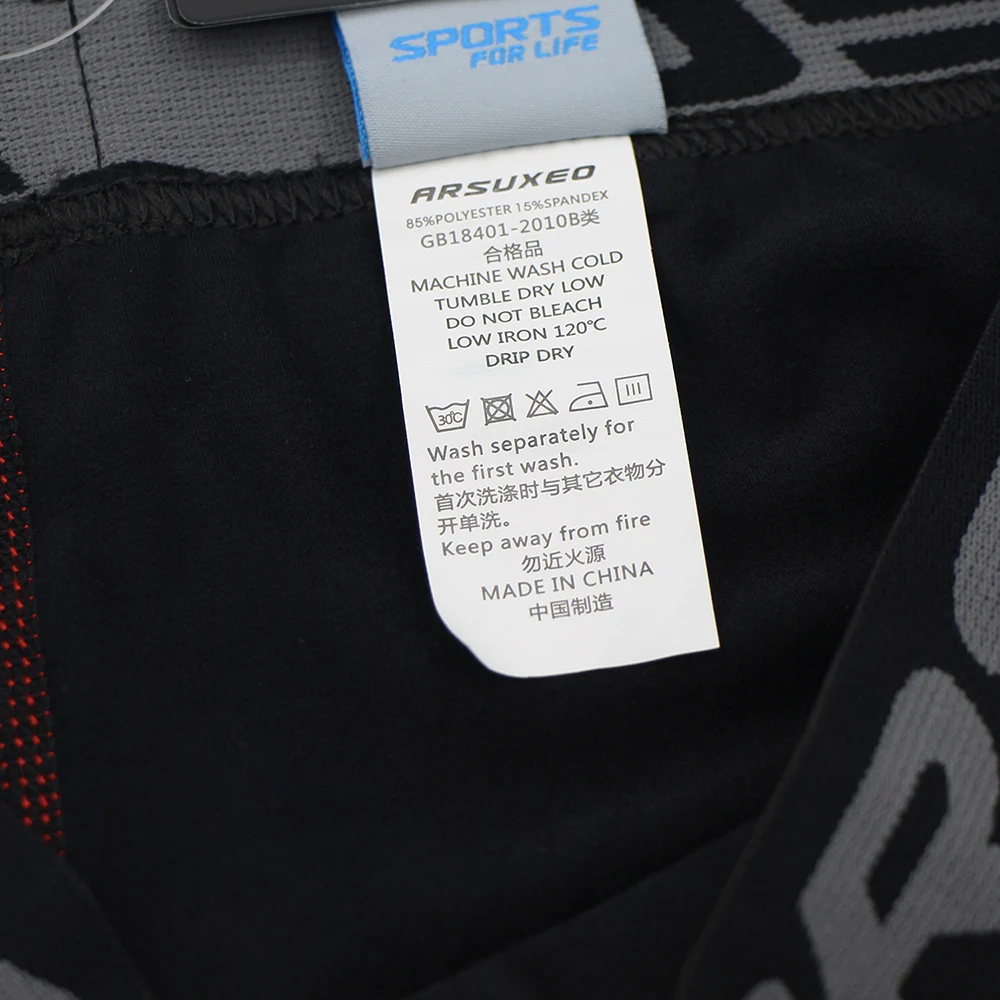 SPORTS
FOR LIFE
ARSUXEO
85%POLYESTER 15%SPANDEX
GB18401-2010B类
合格品
MACHINE WASH COLD
TUMBLE DRY LOW
DO NOT BLEACH
LOW IRON 120℃
DRIP DRY
30℃
Wash separately for
the first wash.
首次洗涤时与其它衣物分
开单洗。
Keep away from fire
勿近火源
MADE IN CHINA
中国制造